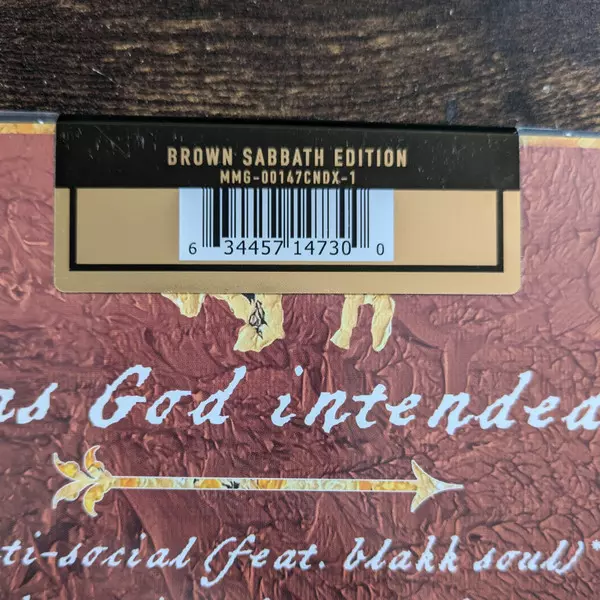 BROWN SABBATH EDITION
MMG-00147CNDX-1
6 34457 14730 0
as God intended
ti-social (feat. blakk soul)"